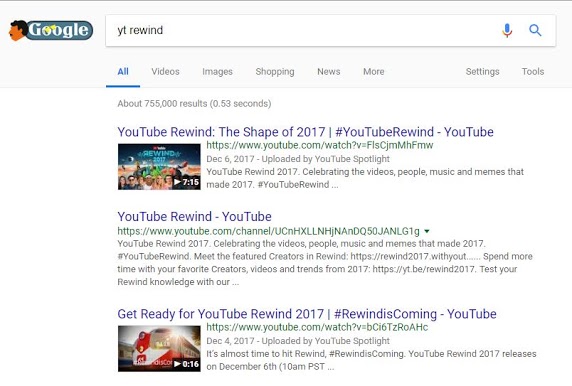 Google
yt rewind
All Videos Images Shopping News More Settings Tools
About 755,000 results (0.53 seconds)
YouTube Rewind: The Shape of 2017 | #YouTubeRewind - YouTube
https://www.youtube.com/watch?v=FlsCjmMhFmw
REWIND
7:15
Dec 6, 2017 - Uploaded by YouTube Spotlight
YouTube Rewind 2017. Celebrating the videos, people, music and memes that
made 2017. #YouTubeRewind ...
YouTube Rewind - YouTube
https://www.youtube.com/channel/UCnHXLLNHjNAnDQ50JANLG1g
YouTube Rewind 2017. Celebrating the videos, people, music and memes that made 2017.
#YouTubeRewind. Meet the featured Creators in Rewind: https://rewind2017.withyout...... Spend more
time with your favorite Creators, videos and trends from 2017: https://yt.be/rewind2017. Test your
Rewind knowledge with our ...
Get Ready for YouTube Rewind 2017 | #RewindisComing - YouTube
https://www.youtube.com/watch?v=bCi6TzRoAHc
Dec 4, 2017 - Uploaded by YouTube Spotlight
0:16
It's almost time to hit Rewind, #RewindisComing. YouTube Rewind 2017 releases
on December 6th (10am PST ...